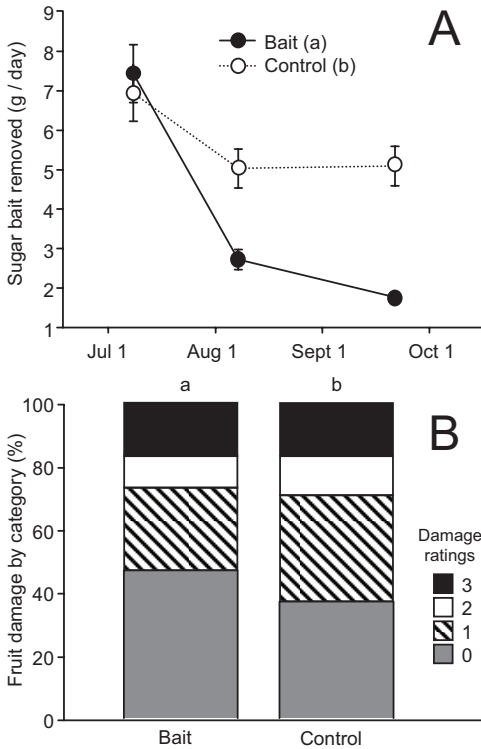 A
Bait (a)
Control (b)
Sugar bait removed (g / day)
9
8
7
6
5
4
3
2
1
Jul 1 Aug 1 Sept 1 Oct 1
a b
B
Fruit damage by category (%)
100
80
60
40
20
0
Damage
ratings
3
2
1
0
Bait Control